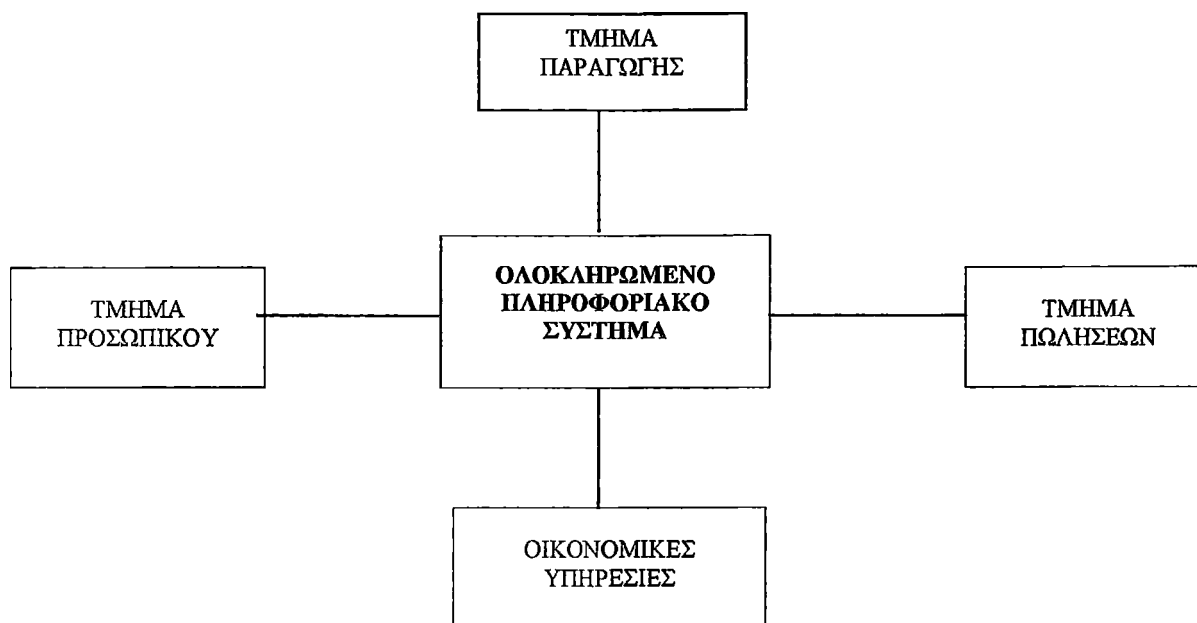 ΤΜΗΜΑ
ΠΑΡΑΓΩΓΗΣ
ΟΛΟΚΛΗΡΩΜΕΝΟ
ΠΛΗΡΟΦΟΡΙΑΚΟ
ΣΥΣΤΗΜΑ
ΤΜΗΜΑ
ΠΡΟΣΩΠΙΚΟΥ
ΤΜΗΜΑ
ΠΩΛΗΣΕΩΝ
ΟΙΚΟΝΟΜΙΚΕΣ
ΥΠΗΡΕΣΙΕΣ